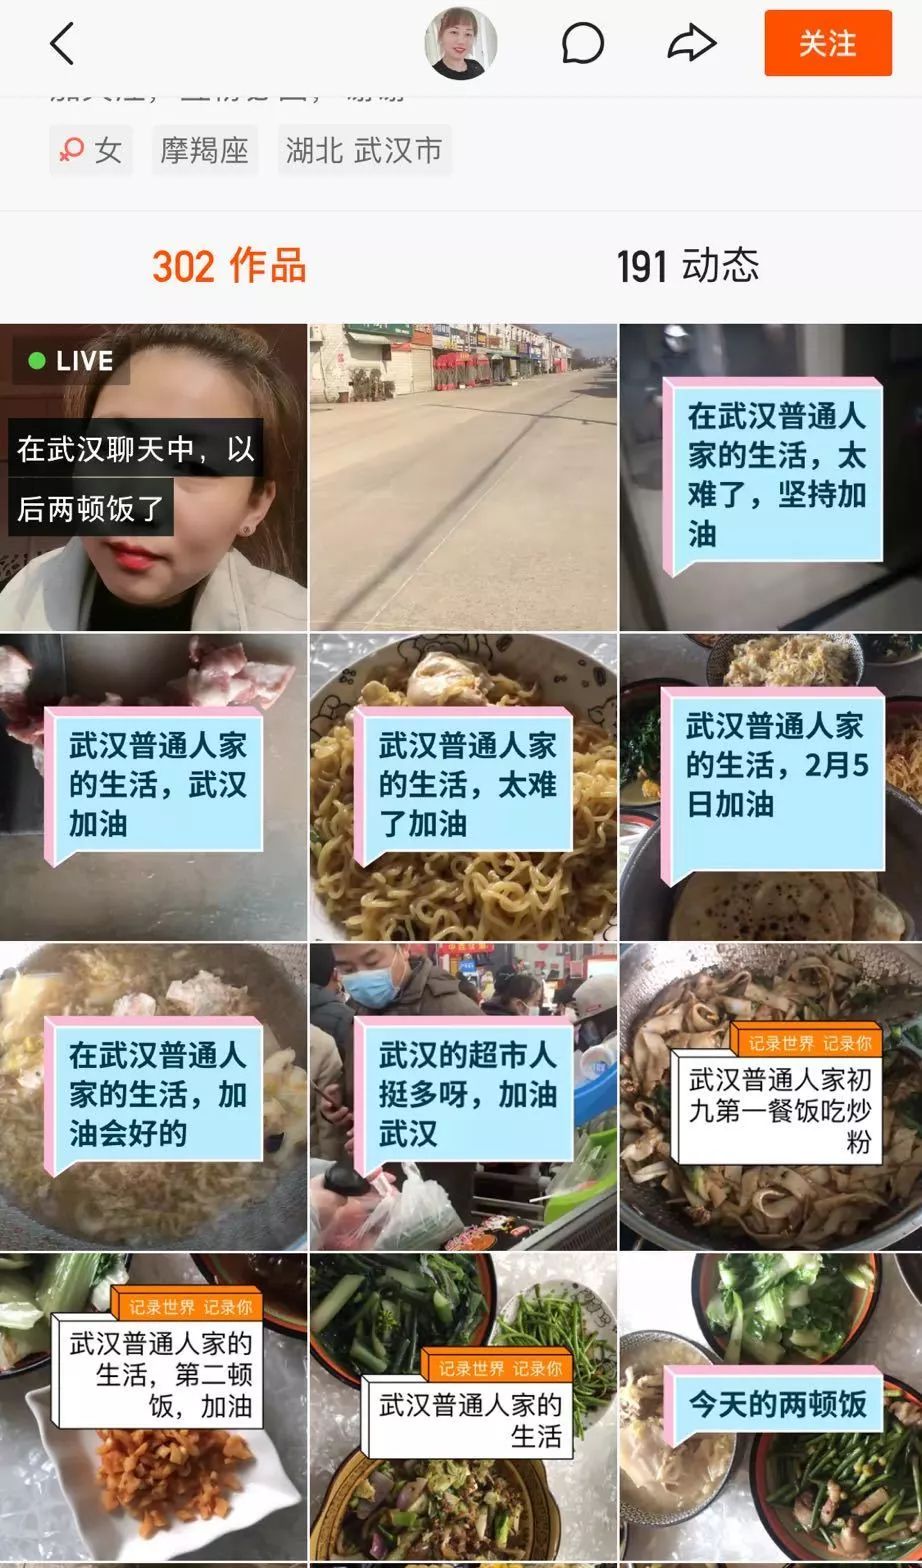 关注
女
摩羯座
湖北 武汉市
302 作品
191 动态
LIVE
在武汉聊天中，以
后两顿饭了
在武汉普通人
家的生活，太
难了，坚持加
油
武汉普通人家
的生活，武汉
加油
武汉普通人家
的生活，太难
了加油
武汉普通人家
的生活，2月5
日加油
在武汉普通人
家的生活，加
油会好的
武汉的超市人
挺多呀，加油
武汉
记录世界 记录你
武汉普通人家初
九第一餐饭吃炒
粉
记录世界 记录你
武汉普通人家的
生活，第二顿
饭，加油
记录世界 记录你
武汉普通人家的
生活
今天的两顿饭